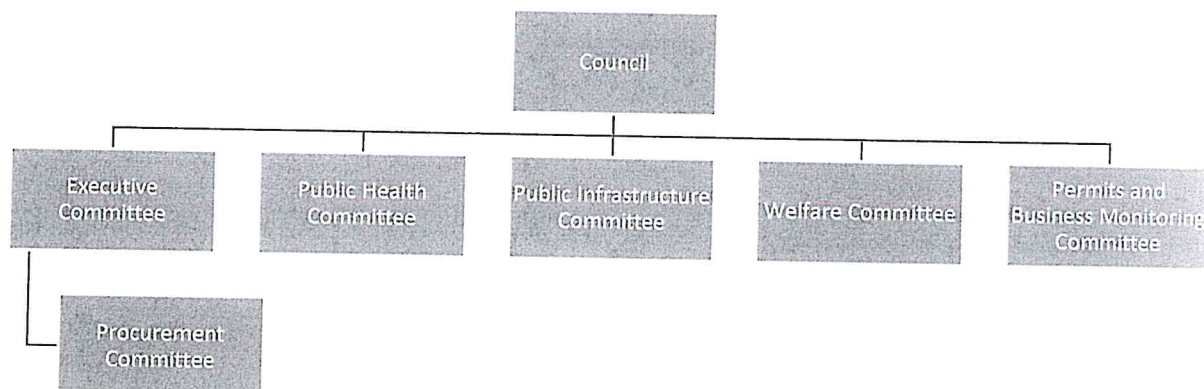 Council
Executive
Committee
Public Health
Committee
Public Infrastructure
Committee
Welfare Committee
Permits and
Business Monitoring
Committee
Procurement
Committee